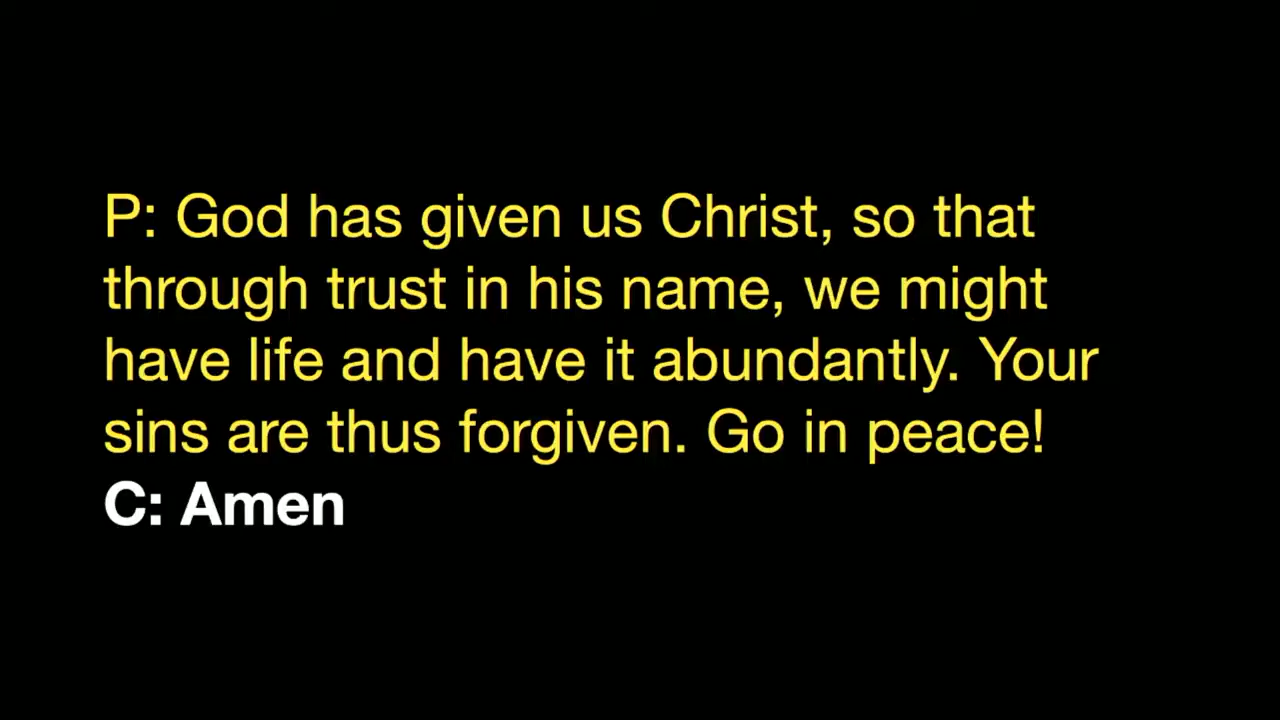 P: God has given us Christ, so that
through trust in his name, we might
have life and have it abundantly. Your
sins are thus forgiven. Go in peace!
C: Amen